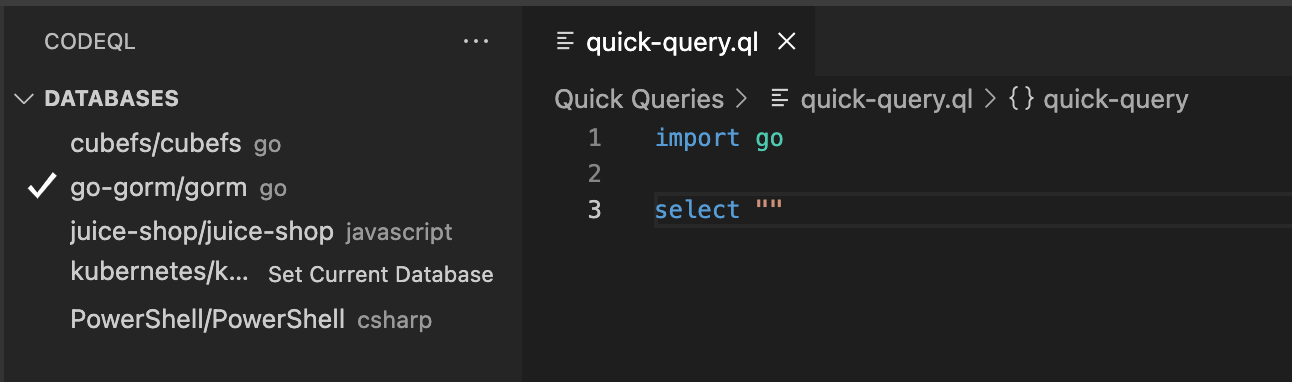 CODEQL ...
DATABASES
cubefs/cubefs go
go-gorm/gorm go
juice-shop/juice-shop javascript
kubernetes/k... Set Current Database
PowerShell/PowerShell csharp
quick-query.ql
Quick Queries > quick-query.ql > {} quick-query
1 import go
2
3 select ""